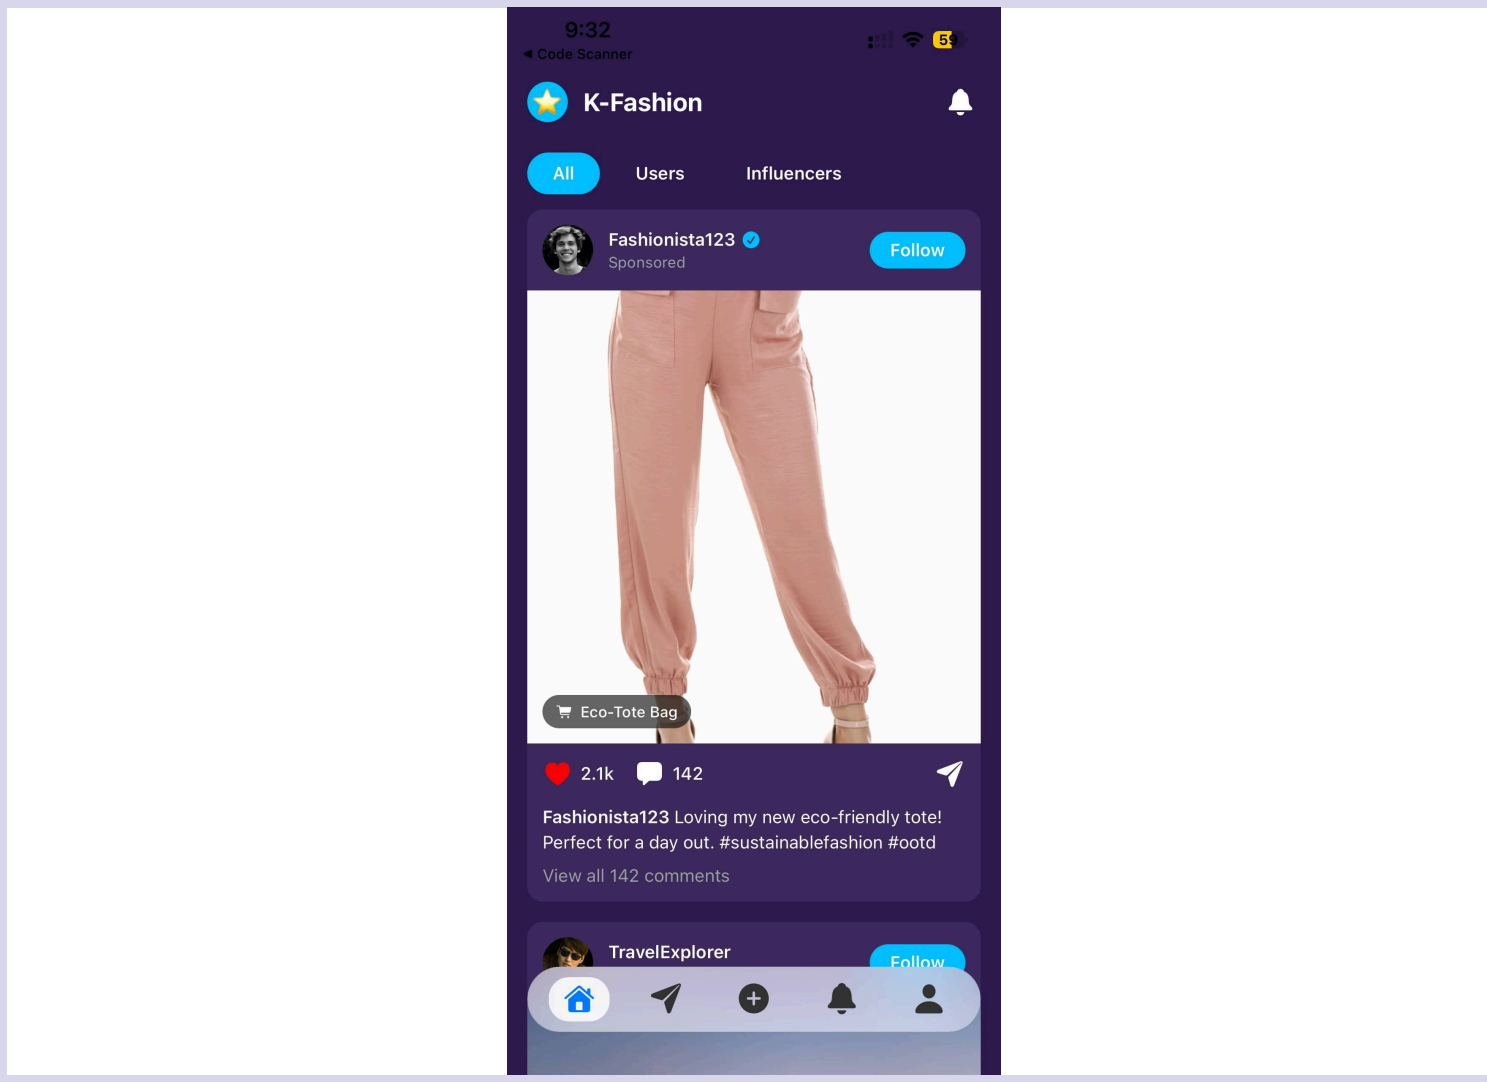 9:32
◀ Code Scanner
59
K-Fashion
All
Users
Influencers
Fashionista123
Sponsored
Follow
Eco-Tote Bag
2.1k
142
Fashionista123 Loving my new eco-friendly tote!
Perfect for a day out. #sustainablefashion #ootd
View all 142 comments
TravelExplorer
Follow